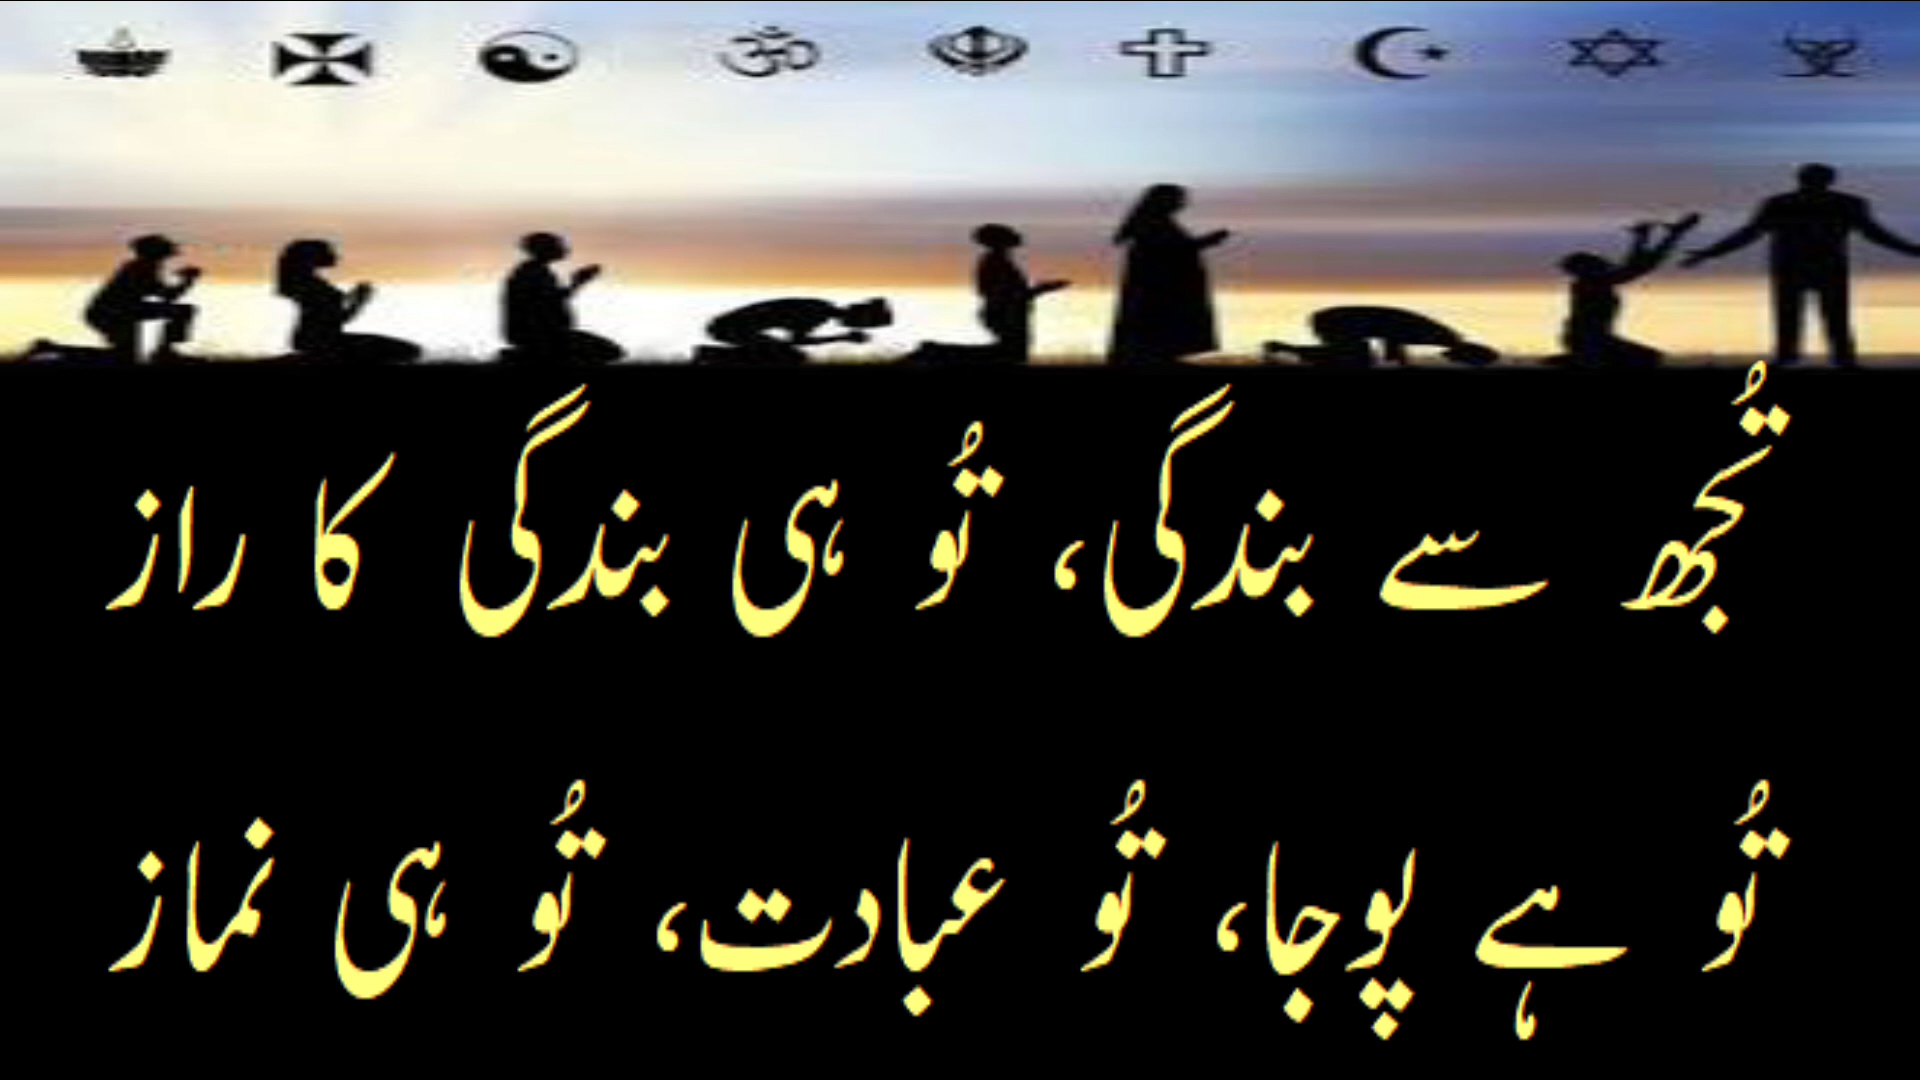 تُجھ سے بندگی، تُو ہی بندگی کا راز
تُو ہے پوجا، تُو عبادت، تُو ہی نماز